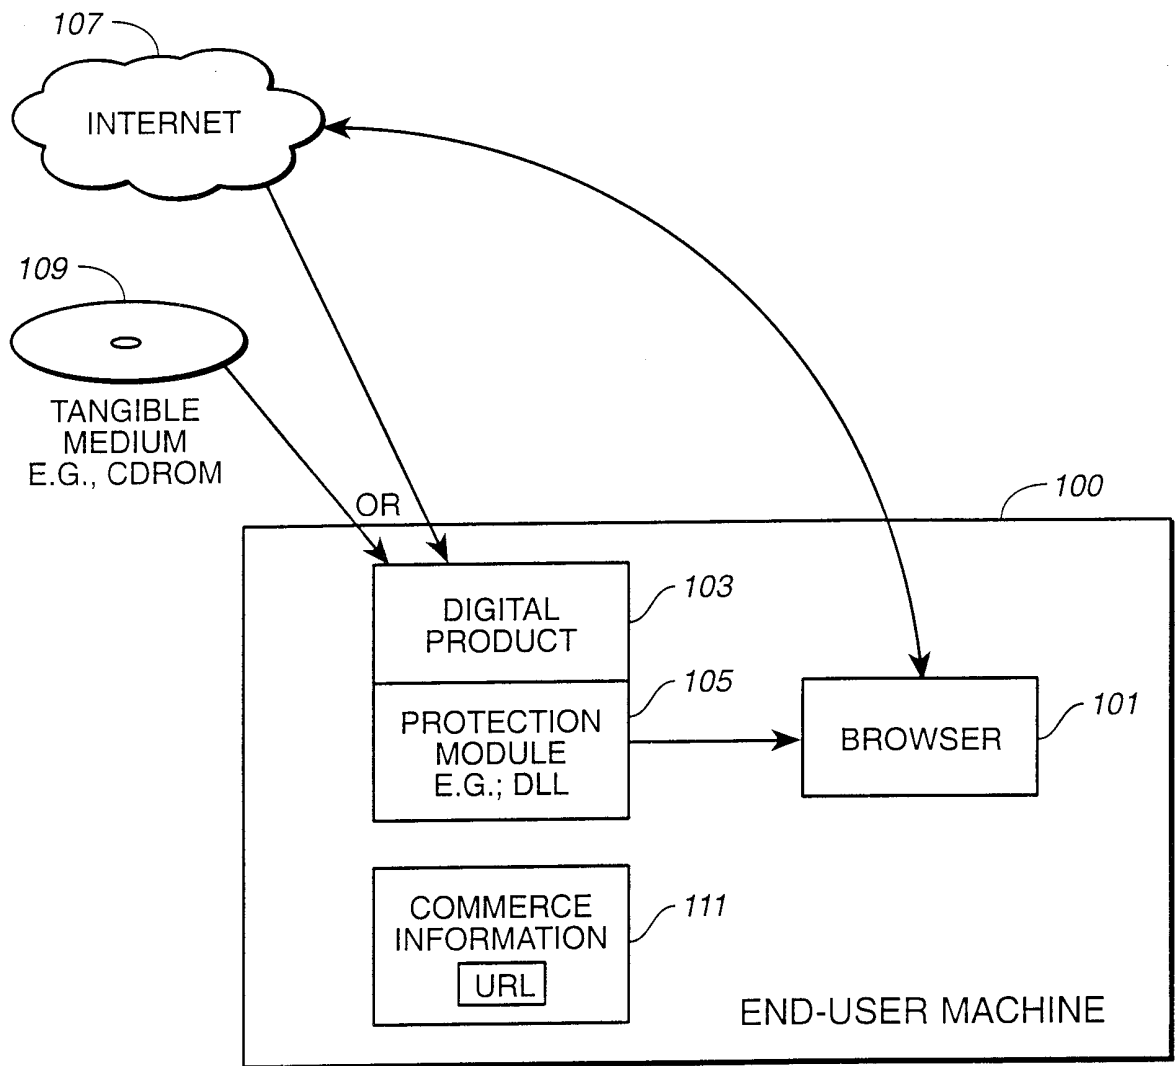 107
INTERNET
109
TANGIBLE
MEDIUM
E.G., CDROM
OR
100
DIGITAL
PRODUCT
103
PROTECTION
MODULE
E.G.; DLL
105
BROWSER
101
COMMERCE
INFORMATION
URL
111
END-USER MACHINE